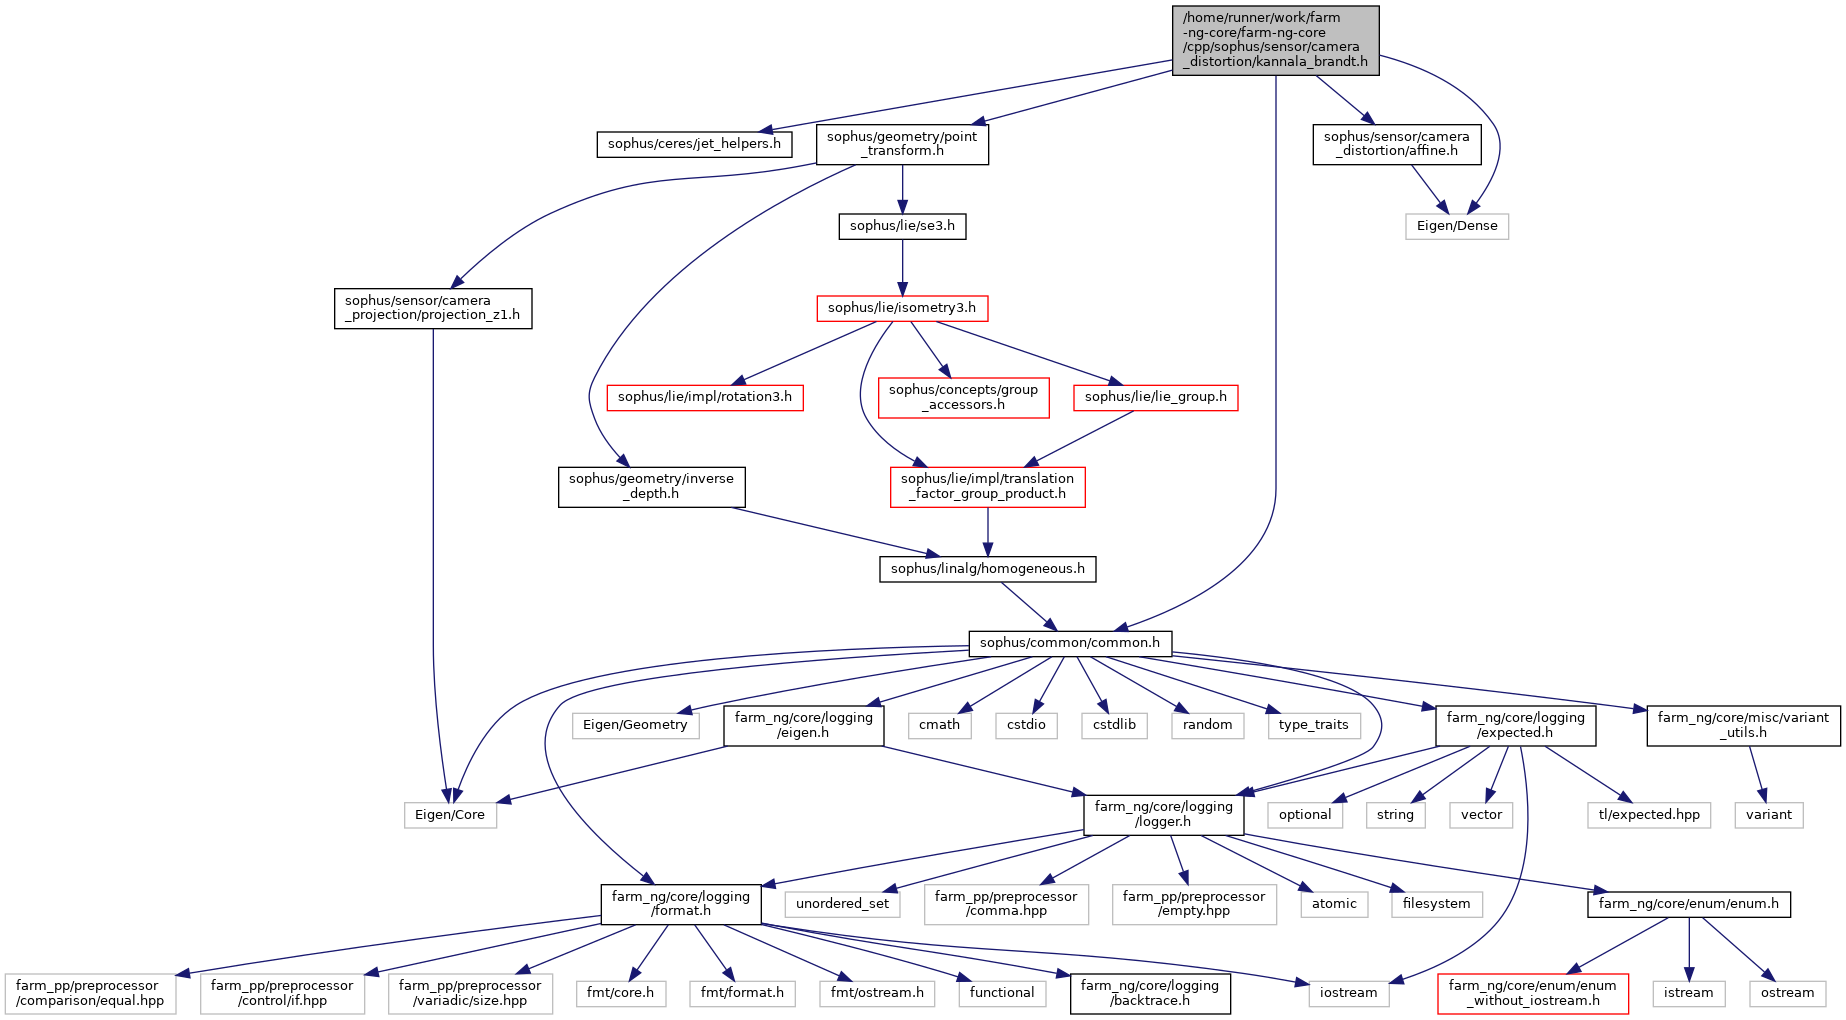 /home/runner/work/farm
-ng-core/farm-ng-core
/cpp/sophus/sensor/camera
_distortion/kannala_brandt.h
sophus/ceres/jet_helpers.h
sophus/geometry/point
_transform.h
sophus/sensor/camera
_distortion/affine.h
sophus/lie/se3.h
Eigen/Dense
sophus/sensor/camera
_projection/projection_z1.h
sophus/lie/isometry3.h
sophus/lie/impl/rotation3.h
sophus/concepts/group
_accessors.h
sophus/lie/lie_group.h
sophus/geometry/inverse
_depth.h
sophus/lie/impl/translation
_factor_group_product.h
sophus/linalg/homogeneous.h
sophus/common/common.h
Eigen/Geometry
farm_ng/core/logging
/eigen.h
cmath
cstdio
cstdlib
random
type_traits
farm_ng/core/logging
/expected.h
farm_ng/core/misc/variant
_utils.h
Eigen/Core
farm_ng/core/logging
/logger.h
optional
string
vector
tl/expected.hpp
variant
farm_ng/core/logging
/format.h
unordered_set
farm_pp/preprocessor
/comma.hpp
farm_pp/preprocessor
/empty.hpp
atomic
filesystem
farm_ng/core/enum/enum.h
farm_pp/preprocessor
/comparison/equal.hpp
farm_pp/preprocessor
/control/if.hpp
farm_pp/preprocessor
/variadic/size.hpp
fmt/core.h
fmt/format.h
fmt/ostream.h
functional
farm_ng/core/logging
/backtrace.h
iostream
farm_ng/core/enum/enum
_without_iostream.h
istream
ostream